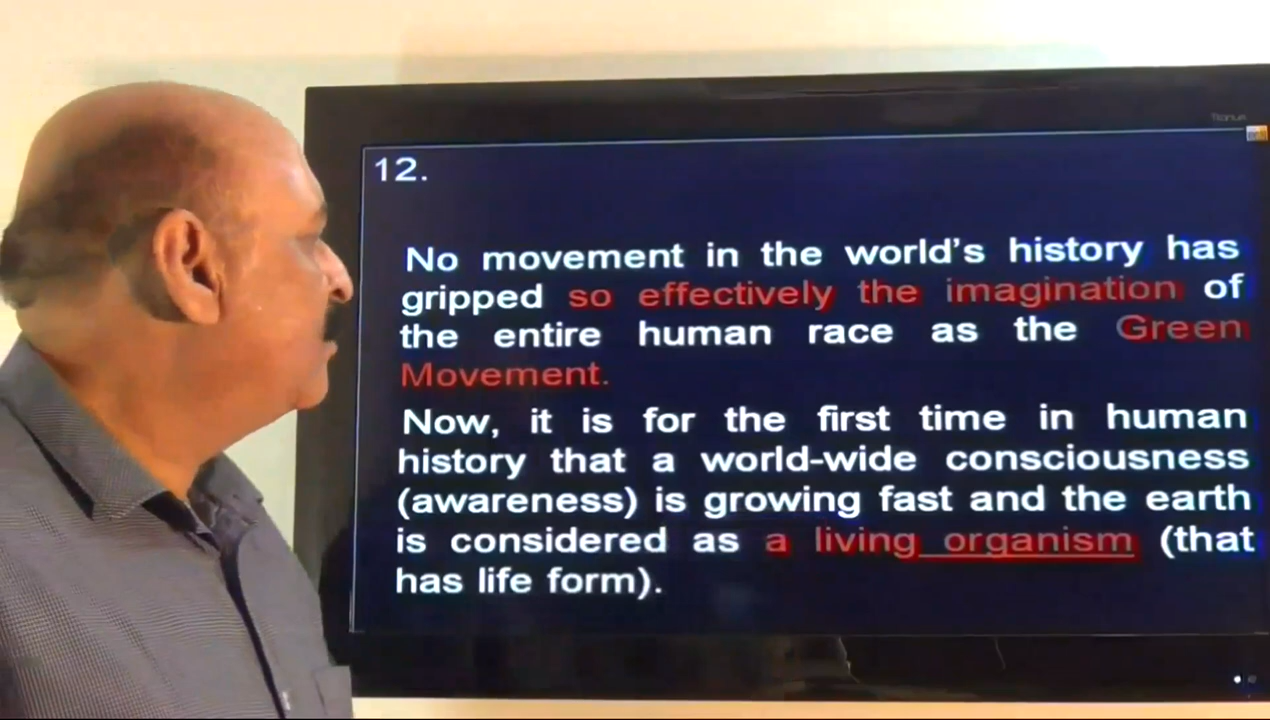 12.
No movement in the world's history has
gripped so effectively the imagination of
the entire human race as the Green
Movement.
Now, it is for the first time in human
history that a world-wide consciousness
(awareness) is growing fast and the earth
is considered as a living organism (that
has life form).